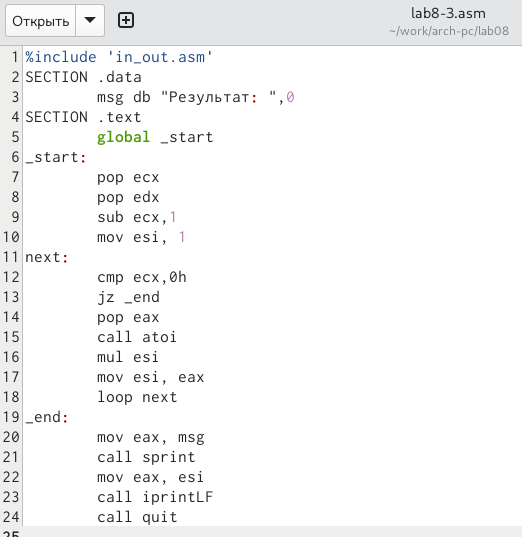 Открыть
lab8-3.asm
~/work/arch-pc/lab08
1 %include 'in_out.asm'
2 SECTION .data
3 msg db "Результат: ",0
4 SECTION .text
5 global _start
6 _start:
7 pop ecx
8 pop edx
9 sub ecx,1
10 mov esi, 1
11 next:
12 cmp ecx,0h
13 jz _end
14 pop eax
15 call atoi
16 mul esi
17 mov esi, eax
18 loop next
19 _end:
20 mov eax, msg
21 call sprint
22 mov eax, esi
23 call iprintLF
24 call quit
25